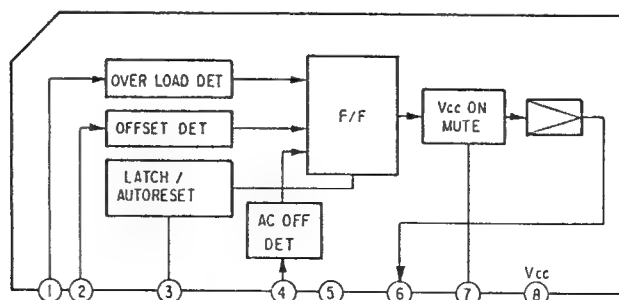 OVER LOAD DET
OFFSET DET
LATCH /
AUTORESET
F/F
Vcc ON
MUTE
AC OFF
DET
Vcc
1 2 3 4 5 6 7 8